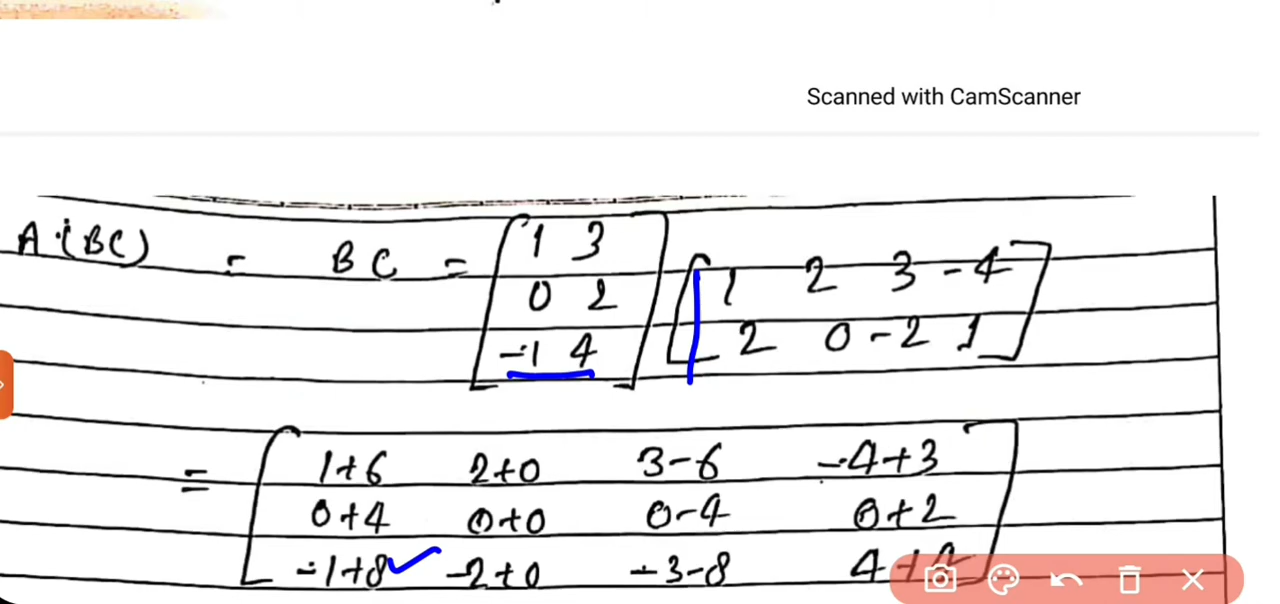 Scanned with CamScanner
A·(BC) = BC = [1 3 [1 2 3 -4
0 2
-1 4] 2 0 -2 1]
= [1+6 2+0 3-6 -4+3
0+4 0+0 0-4 0+2
-1+8 -2+0 -3-8 4+